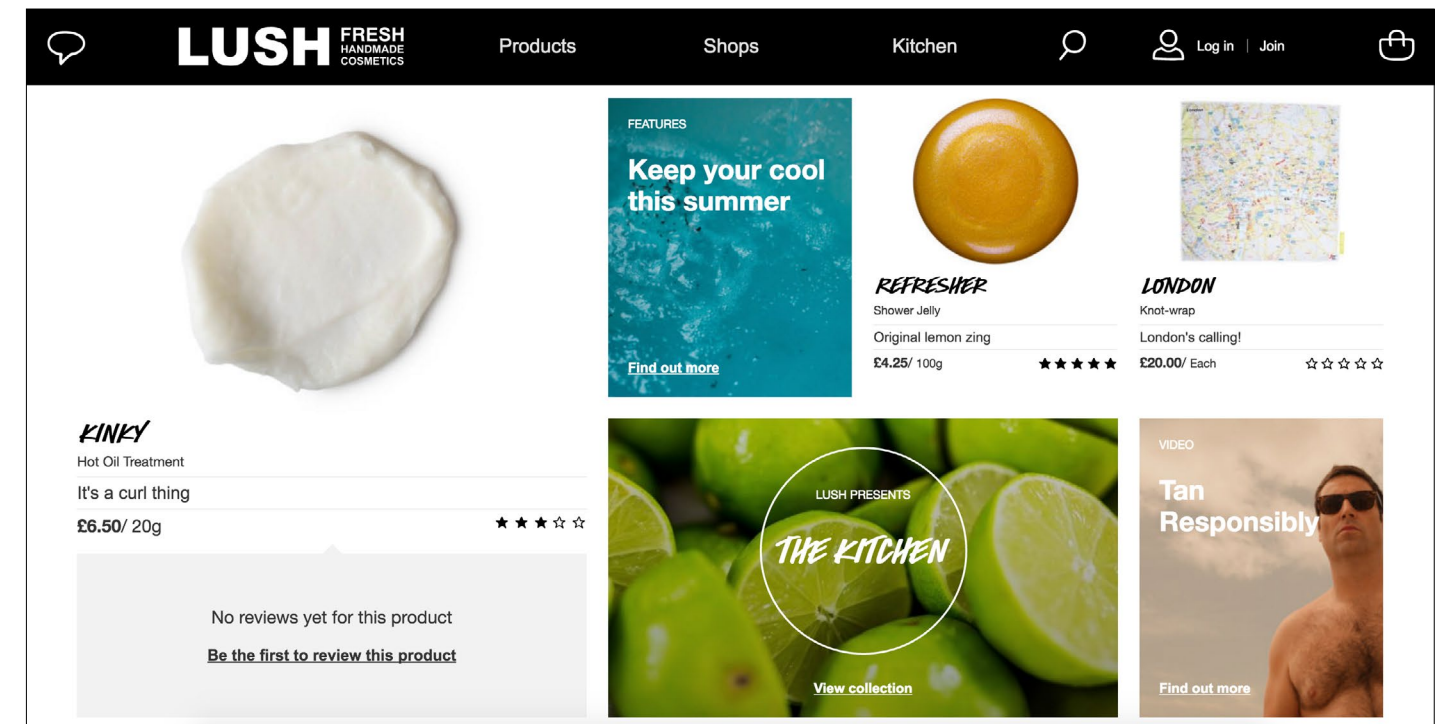 LUSH FRESH
HANDMADE
COSMETICS
Products
Shops
Kitchen
Log in | Join
KINKY
Hot Oil Treatment
It's a curl thing
£6.50/ 20g
No reviews yet for this product
Be the first to review this product
FEATURES
Keep your cool
this summer
Find out more
REFRESHER
Shower Jelly
Original lemon zing
£4.25/ 100g
LONDON
Knot-wrap
London's calling!
£20.00/ Each
LUSH PRESENTS
THE KITCHEN
View collection
VIDEO
Tan
Responsibly
Find out more